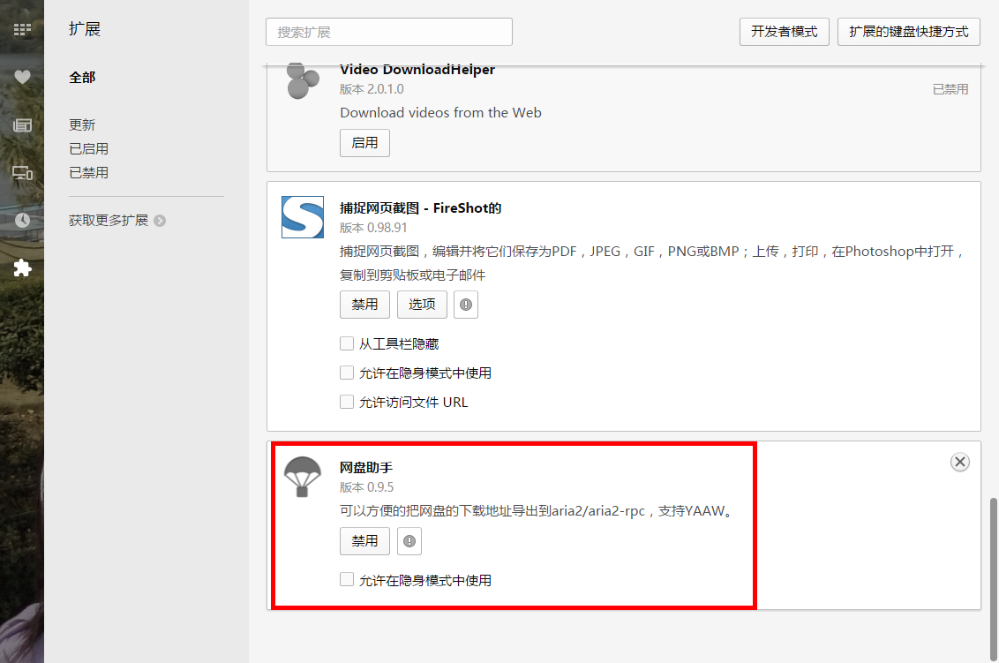 扩展
全部
更新
已启用
已禁用
获取更多扩展
搜索扩展
开发者模式
扩展的键盘快捷方式
Video DownloadHelper
版本 2.0.1.0
已禁用
Download videos from the Web
启用
捕捉网页截图 - FireShot的
版本 0.98.91
捕捉网页截图，编辑并将它们保存为PDF，JPEG，GIF，PNG或BMP；上传，打印，在Photoshop中打开，
复制到剪贴板或电子邮件
禁用
选项
从工具栏隐藏
允许在隐身模式中使用
允许访问文件 URL
网盘助手
版本 0.9.5
可以方便的把网盘的下载地址导出到aria2/aria2-rpc，支持YAAW。
禁用
允许在隐身模式中使用